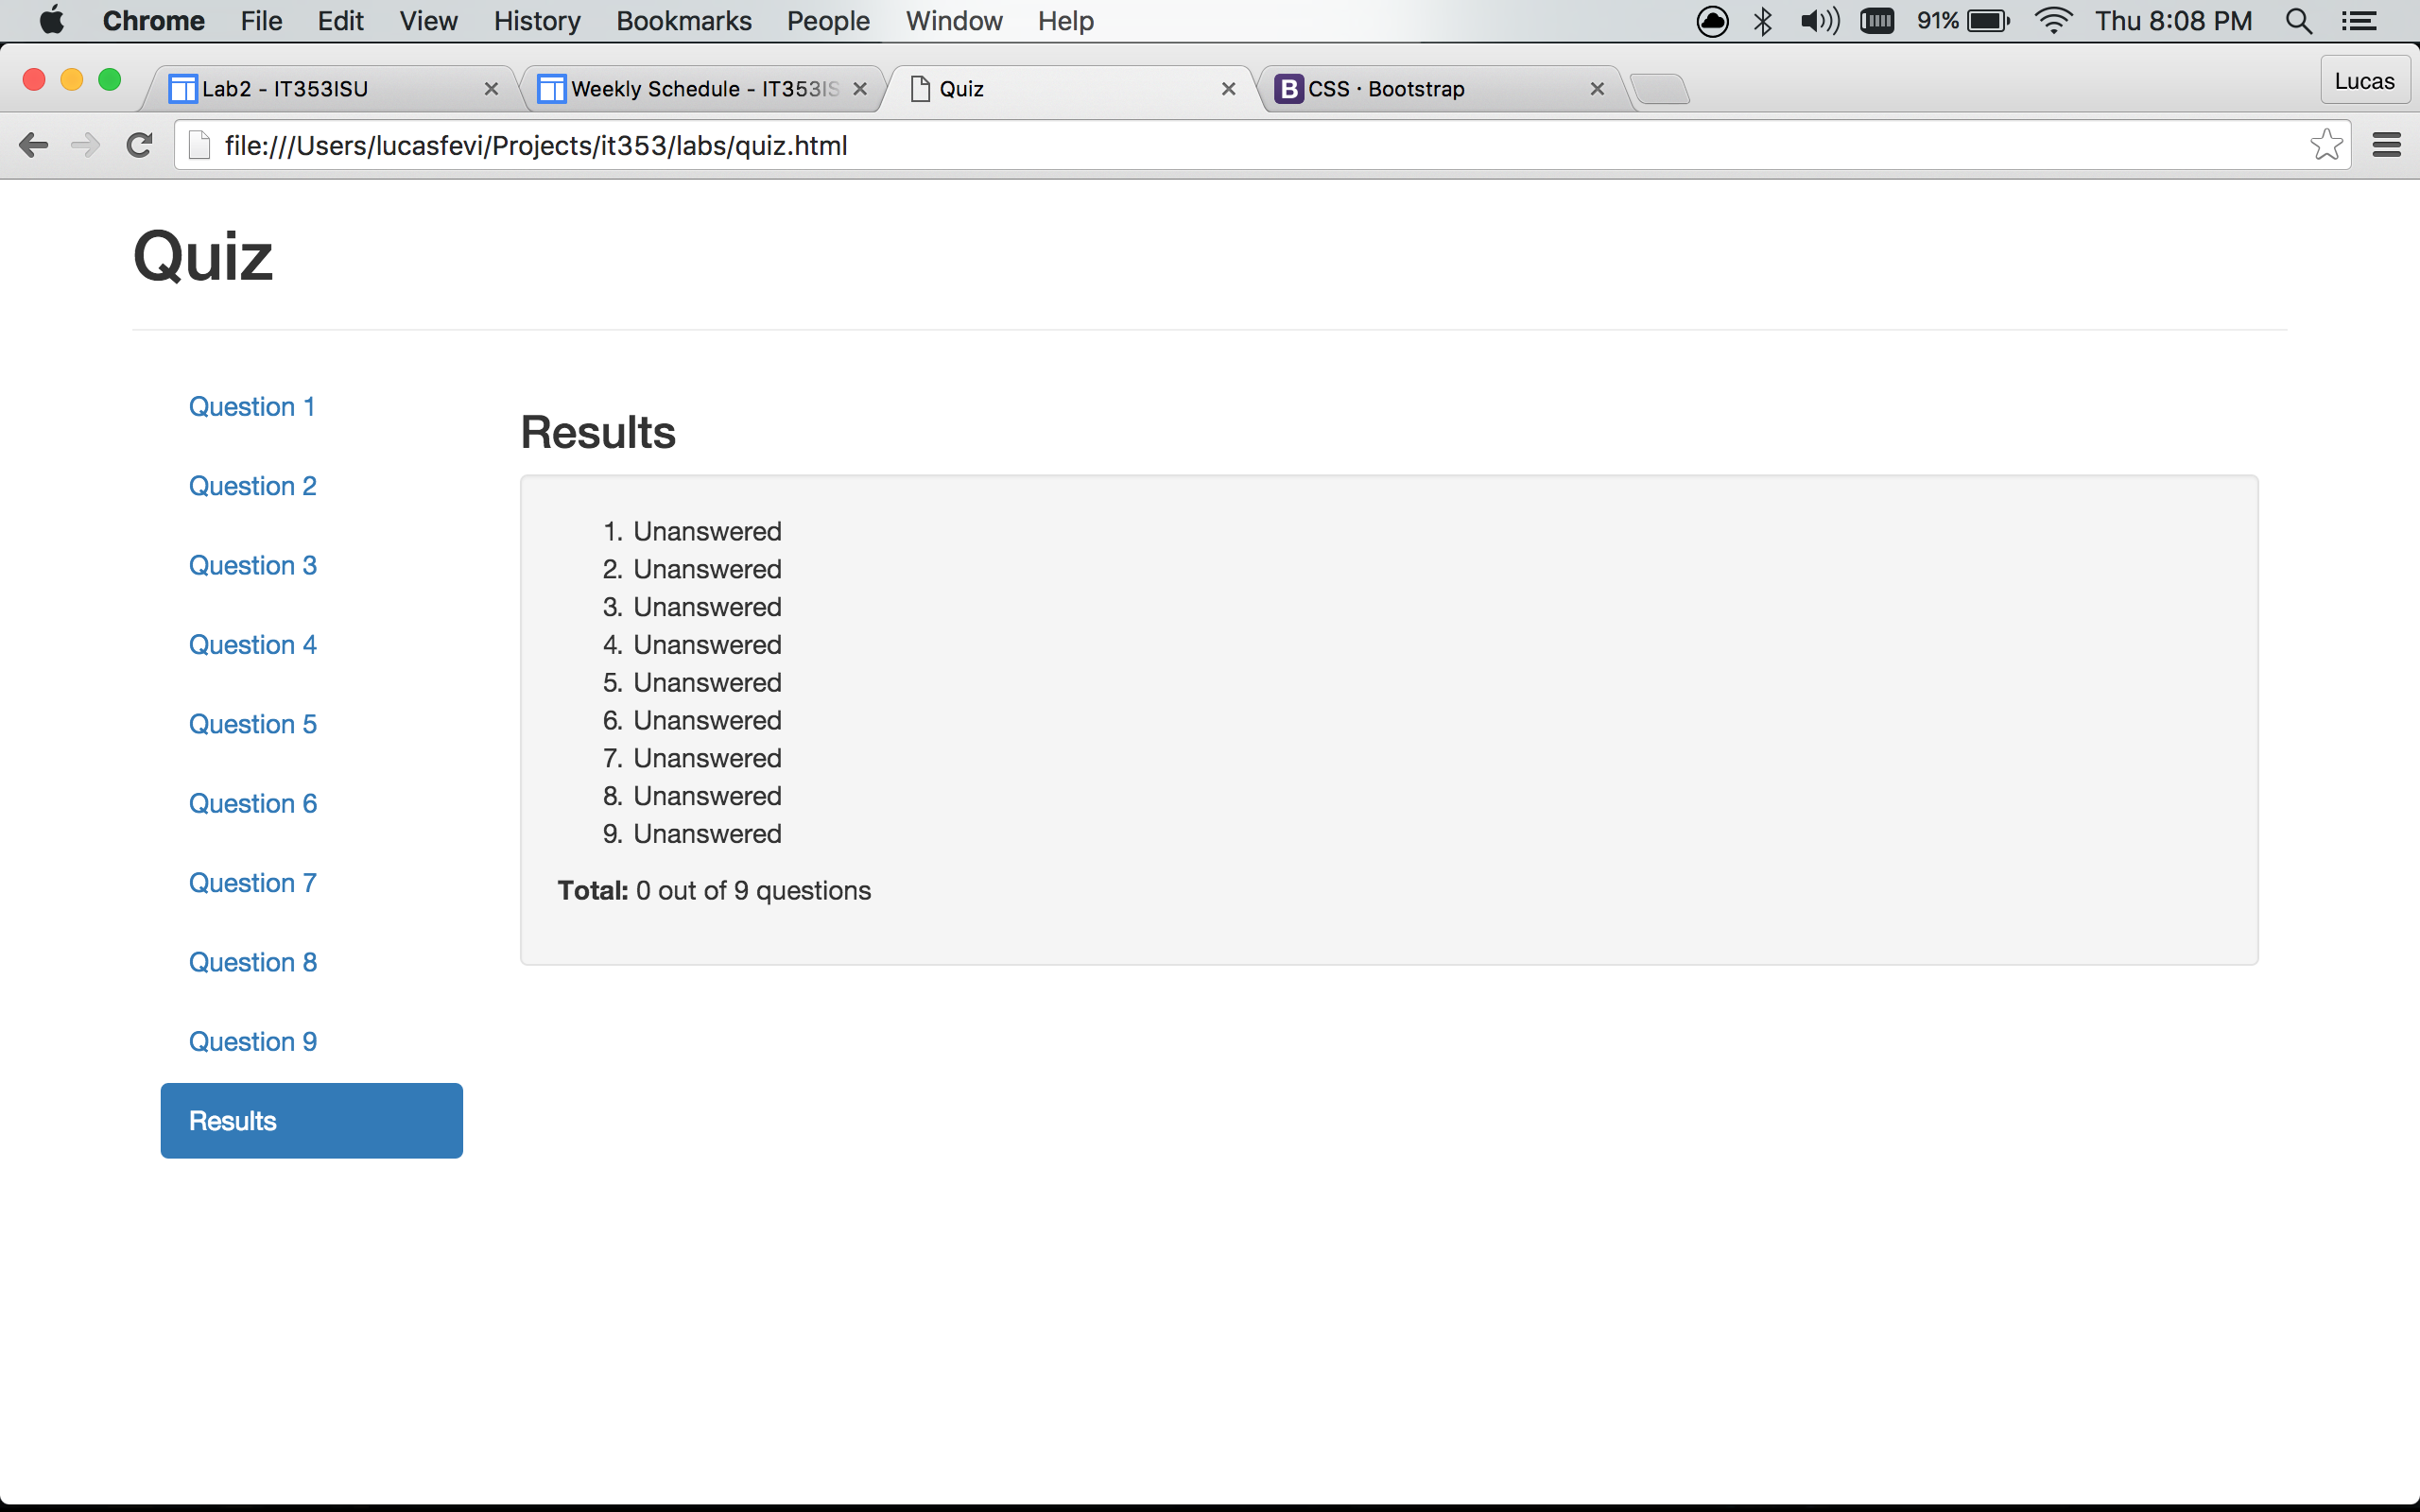 Chrome File Edit View History Bookmarks People Window Help 91% Thu 8:08 PM
Lab2 - IT353ISU Weekly Schedule - IT353IS Quiz CSS · Bootstrap Lucas
file:///Users/lucasfevi/Projects/it353/labs/quiz.html
Quiz
Question 1
Question 2
Question 3
Question 4
Question 5
Question 6
Question 7
Question 8
Question 9
Results
Results
1. Unanswered
2. Unanswered
3. Unanswered
4. Unanswered
5. Unanswered
6. Unanswered
7. Unanswered
8. Unanswered
9. Unanswered
Total: 0 out of 9 questions